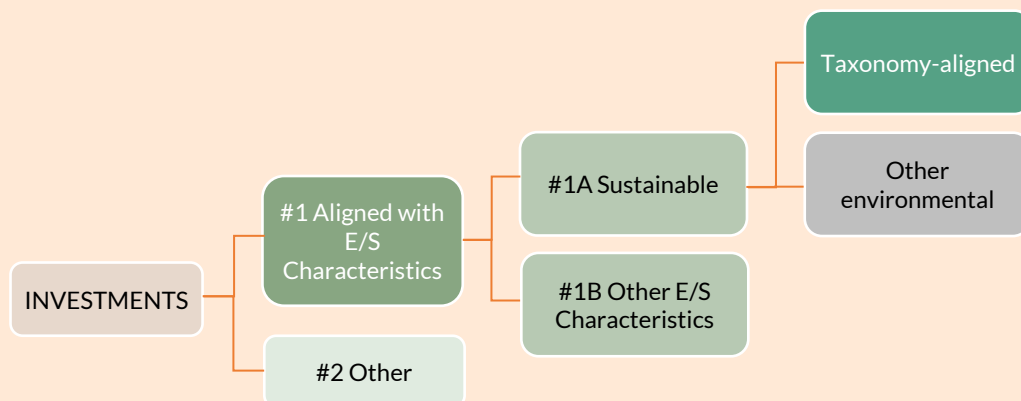 Taxonomy-aligned
Other
environmental
#1A Sustainable
#1 Aligned with
E/S
Characteristics
#1B Other E/S
Characteristics
INVESTMENTS
#2 Other